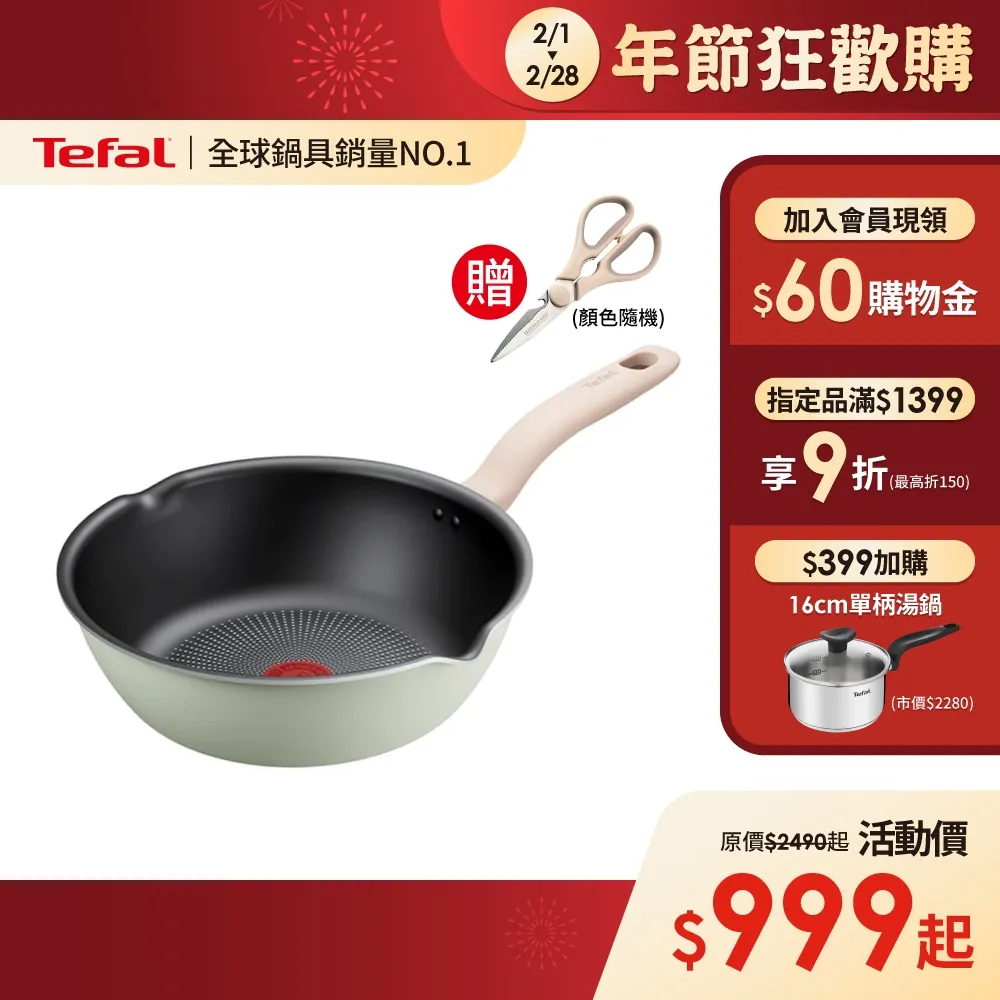 2/1
2/28
年節狂歡購
Tefal
全球鍋具銷量NO.1
贈
(顏色隨機)
Tefal
加入會員現領
$60購物金
指定品滿$1399
享9折(最高折150)
$399加購
16cm單柄湯鍋
Tefal
(市價$2280)
原價$2490起 活動價
$999起